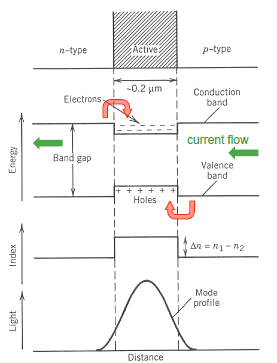 n-type
Active
p-type
~0.2 μm
Electrons
Conduction
band
current flow
Band gap
Valence
band
+ + + + + +
Holes
Energy
Index
Δn = n₁ – n₂
Light
Mode
profile
Distance